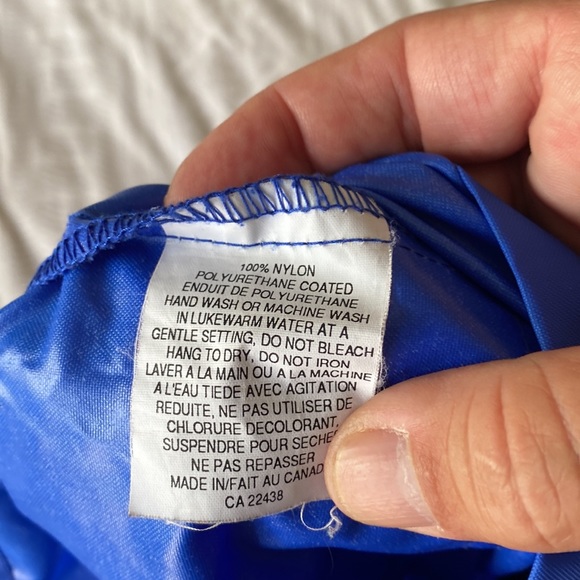 100% NYLON
POLYURETHANE COATED
ENDUIT DE POLYURETHANE
HAND WASH OR MACHINE WASH
IN LUKEWARM WATER AT A
GENTLE SETTING, DO NOT BLEACH
HANG TO DRY, DO NOT IRON
LAVER A LA MAIN OU A LA MACHINE
A L'EAU TIEDE AVEC AGITATION
REDUITE, NE PAS UTILISER DE
CHLORURE DECOLORANT.
SUSPENDRE POUR SECHE
NE PAS REPASSER
MADE IN/FAIT AU CANAD
CA 22438